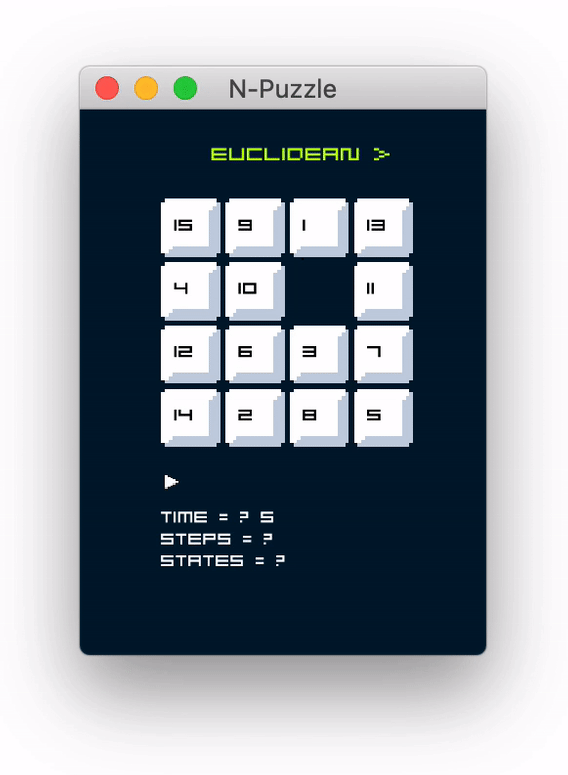 N-Puzzle
EUCLIDEAN >
15 9 1 13
4 10 11
12 6 3 7
14 2 8 5
TIME = ? S
STEPS = ?
STATES = ?